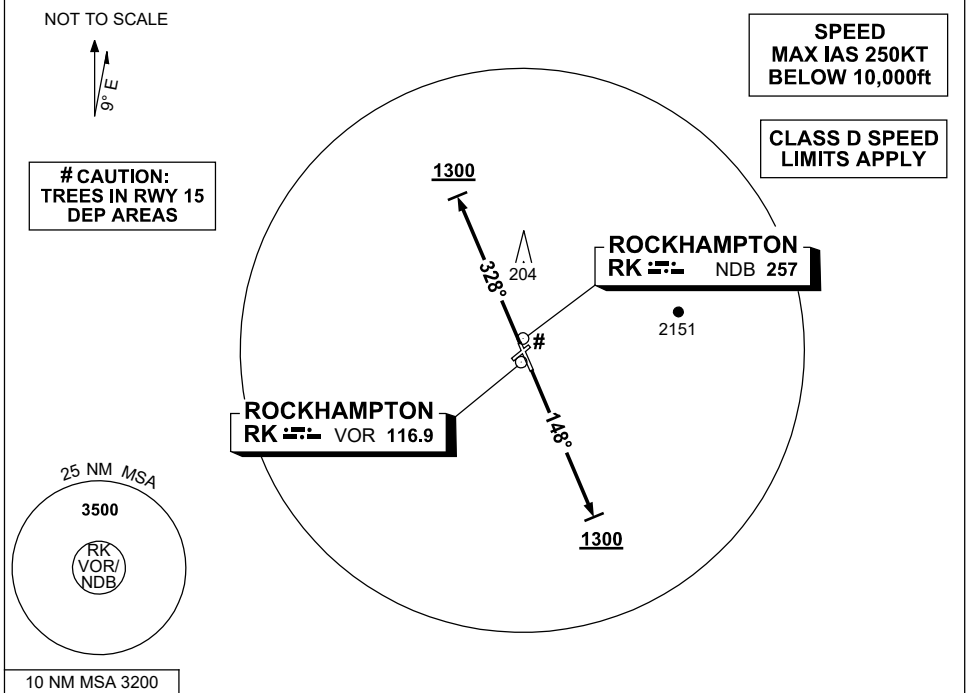 NOT TO SCALE
9° E
SPEED
MAX IAS 250KT
BELOW 10,000ft
CLASS D SPEED
LIMITS APPLY
# CAUTION:
TREES IN RWY 15
DEP AREAS
1300
328°
204
ROCKHAMPTON
RK NDB 257
2151
#
ROCKHAMPTON
RK VOR 116.9
148°
1300
25 NM MSA
3500
RK
VOR/
NDB
10 NM MSA 3200